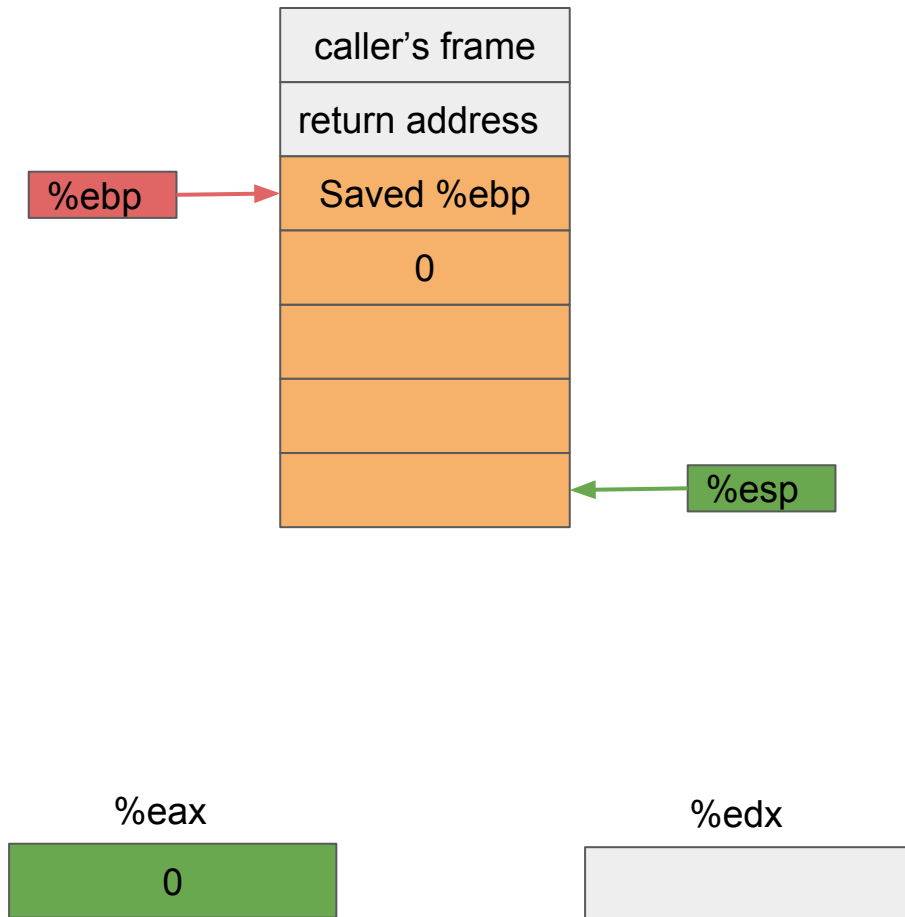 caller’s frame
return address
%ebp
Saved %ebp
0
%esp
%eax
%edx
0